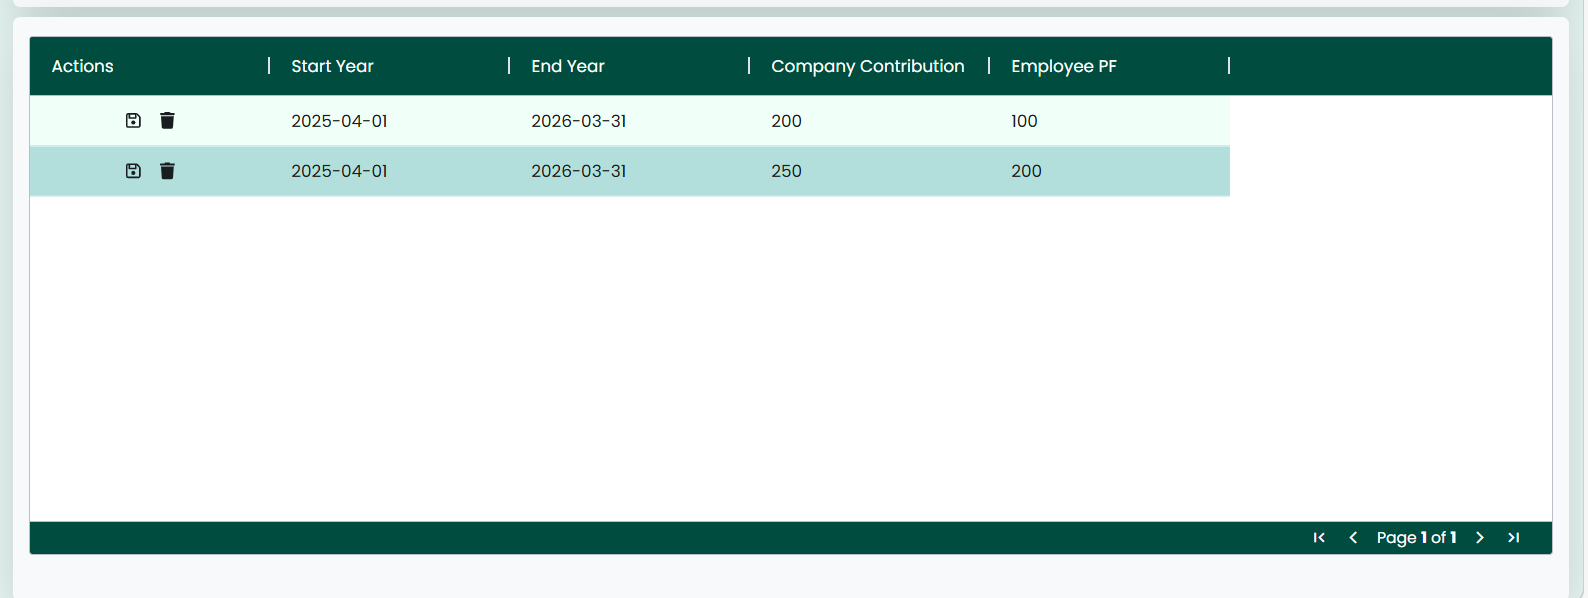 Actions Start Year End Year Company Contribution Employee PF
2025-04-01 2026-03-31 200 100
2025-04-01 2026-03-31 250 200
Page 1 of 1